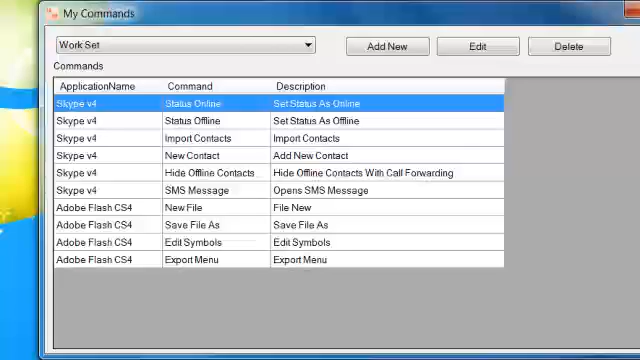 My Commands
Work Set
Add New
Edit
Delete
Commands
ApplicationName Command Description
Skype v4 Status Online Set Status As Online
Skype v4 Status Offline Set Status As Offline
Skype v4 Import Contacts Import Contacts
Skype v4 New Contact Add New Contact
Skype v4 Hide Offline Contacts Hide Offline Contacts With Call Forwarding
Skype v4 SMS Message Opens SMS Message
Adobe Flash CS4 New File File New
Adobe Flash CS4 Save File As Save File As
Adobe Flash CS4 Edit Symbols Edit Symbols
Adobe Flash CS4 Export Menu Export Menu